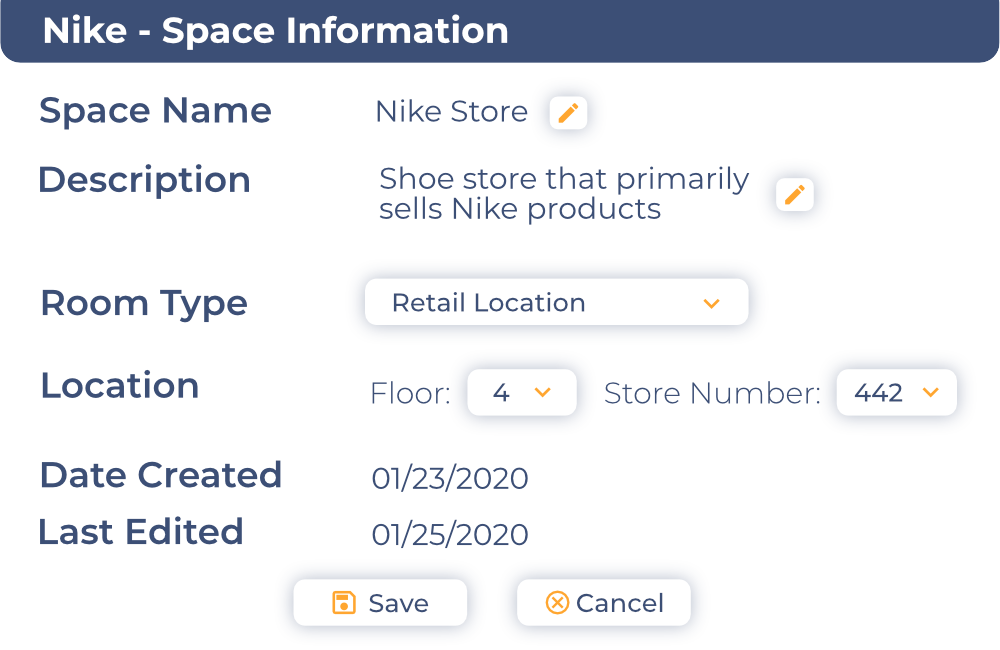 Nike - Space Information
Space Name Nike Store
Description Shoe store that primarily
sells Nike products
Room Type Retail Location
Location Floor: 4 Store Number: 442
Date Created 01/23/2020
Last Edited 01/25/2020
Save Cancel